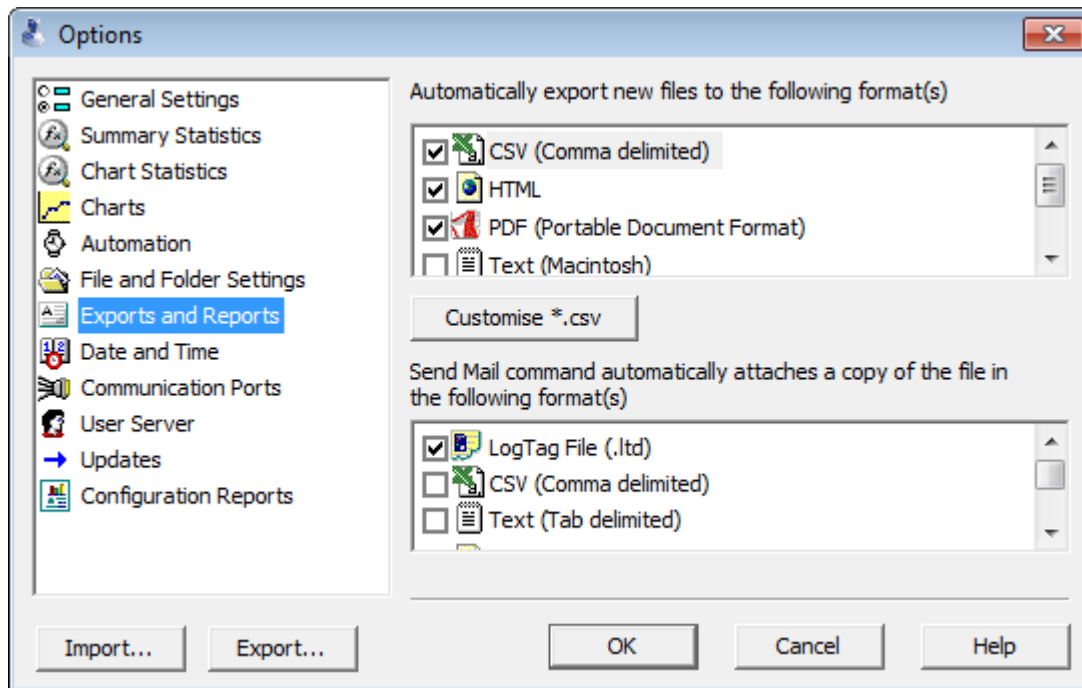 Options
General Settings
Summary Statistics
Chart Statistics
Charts
Automation
File and Folder Settings
Exports and Reports
Date and Time
Communication Ports
User Server
Updates
Configuration Reports
Import...
Export...
Automatically export new files to the following format(s)
CSV (Comma delimited)
HTML
PDF (Portable Document Format)
Text (Macintosh)
Customise *.csv
Send Mail command automatically attaches a copy of the file in
the following format(s)
LogTag File (.ltd)
CSV (Comma delimited)
Text (Tab delimited)
OK
Cancel
Help